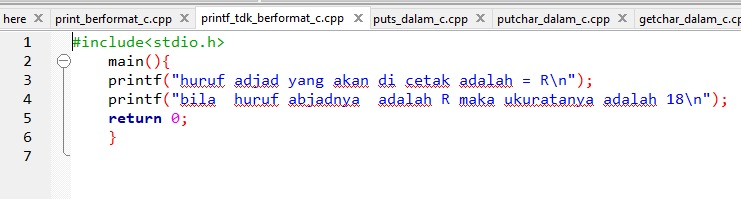 here print_berformat_c.cpp X printf_tdk_berformat_c.cpp X puts_dalam_c.cpp X putchar_dalam_c.cpp X getchar_dalam_c.cp
1 #include<stdio.h>
2 main(){
3 printf("huruf adjad yang akan di cetak adalah = R\n");
4 printf("bila  huruf abjadnya  adalah R maka ukuratanya adalah 18\n");
5 return 0;
6 }
7